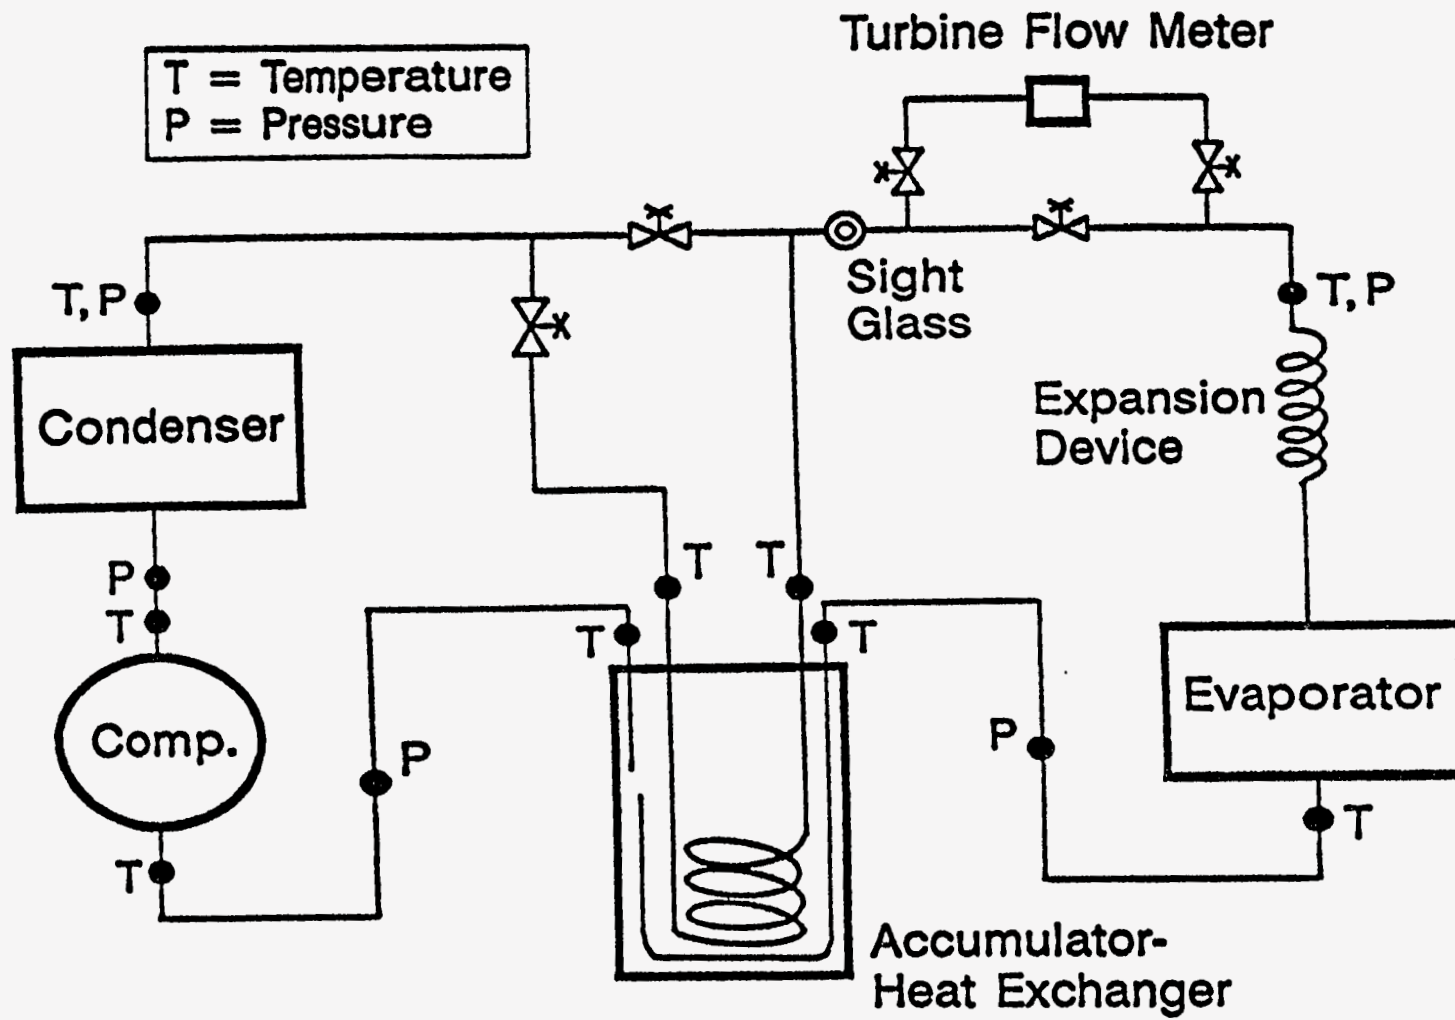 Turbine Flow Meter
T = Temperature
P = Pressure
T, P
Sight
Glass
T, P
Condenser
Expansion
Device
P
T
T
T
T
T
Comp.
P
P
Evaporator
T
T
Accumulator-
Heat Exchanger